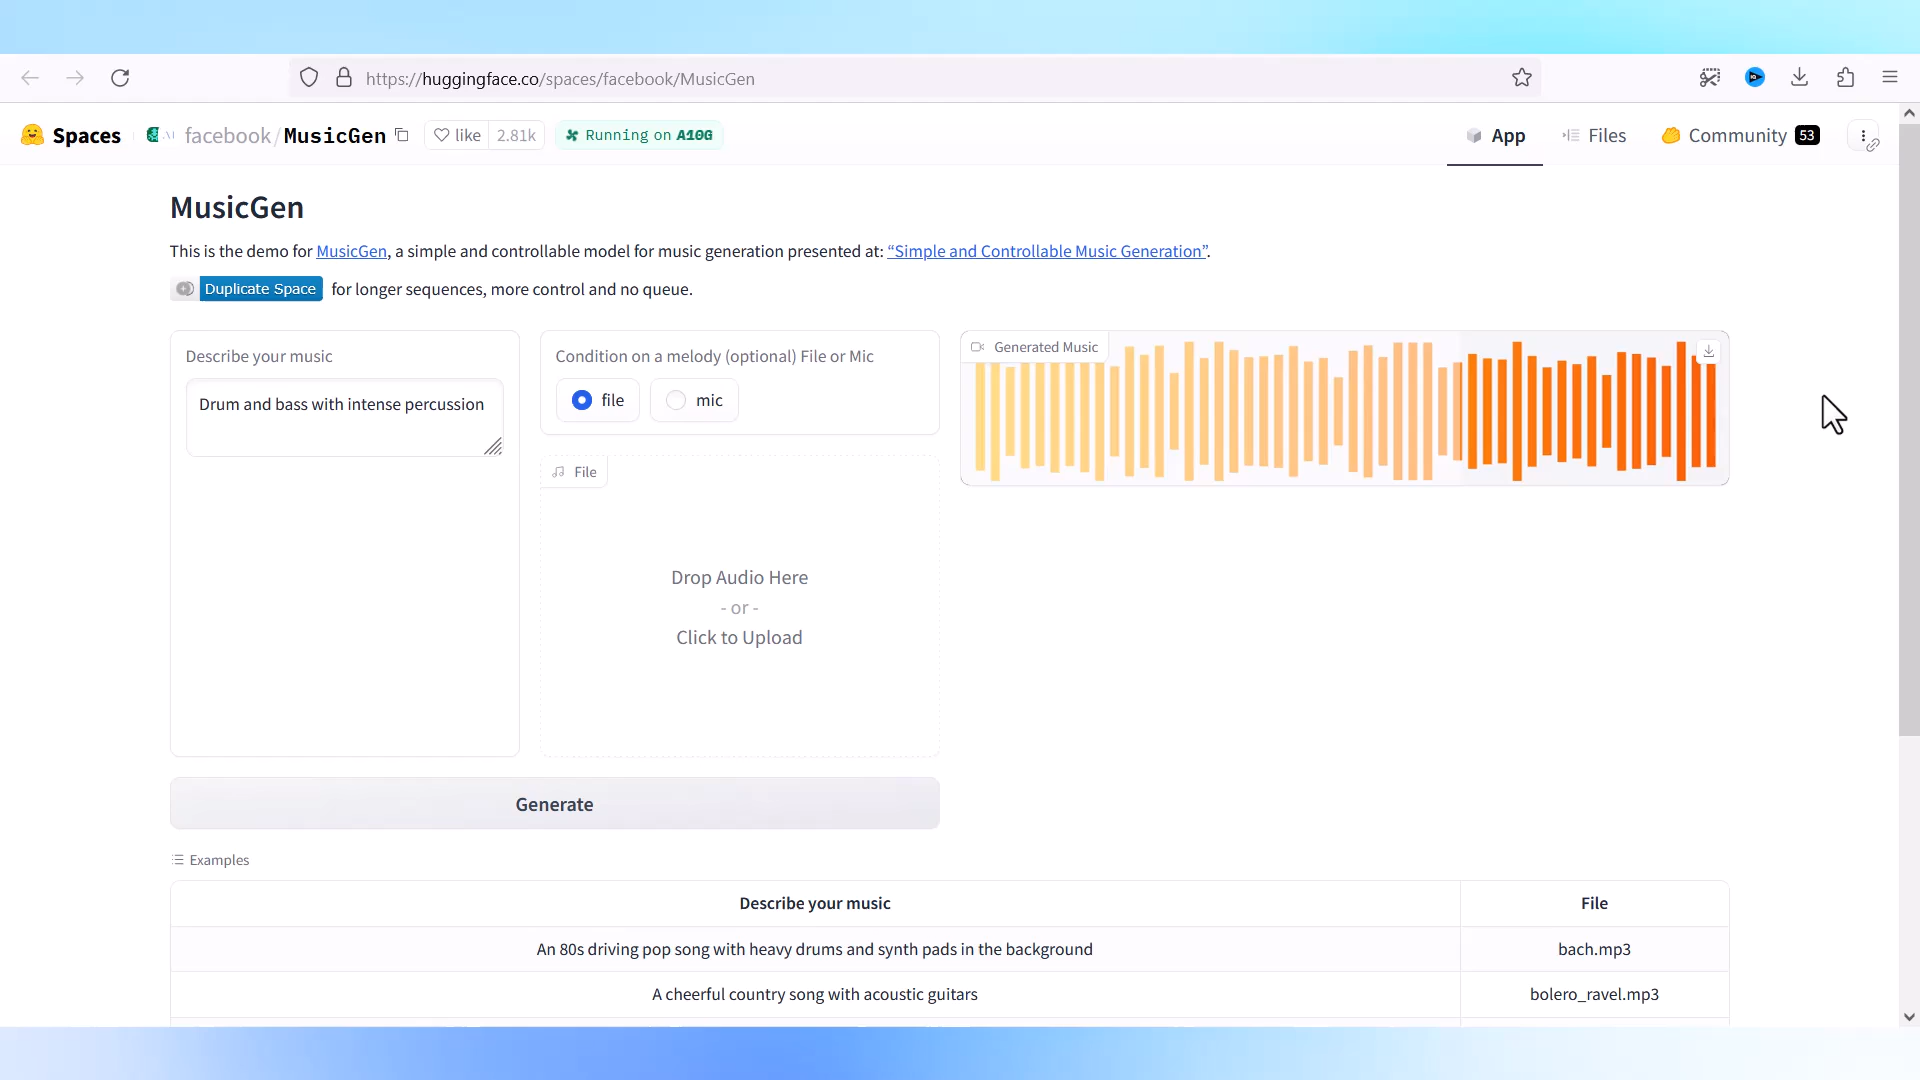 https://huggingface.co/spaces/facebook/MusicGen
Spaces facebook/MusicGen like 2.81k Running on A10G App Files Community 53
MusicGen
This is the demo for MusicGen, a simple and controllable model for music generation presented at: “Simple and Controllable Music Generation”.
Duplicate Space for longer sequences, more control and no queue.
Describe your music
Drum and bass with intense percussion
Condition on a melody (optional) File or Mic
file mic
File
Drop Audio Here
- or -
Click to Upload
Generated Music
Generate
Examples
Describe your music File
An 80s driving pop song with heavy drums and synth pads in the background bach.mp3
A cheerful country song with acoustic guitars bolero_ravel.mp3